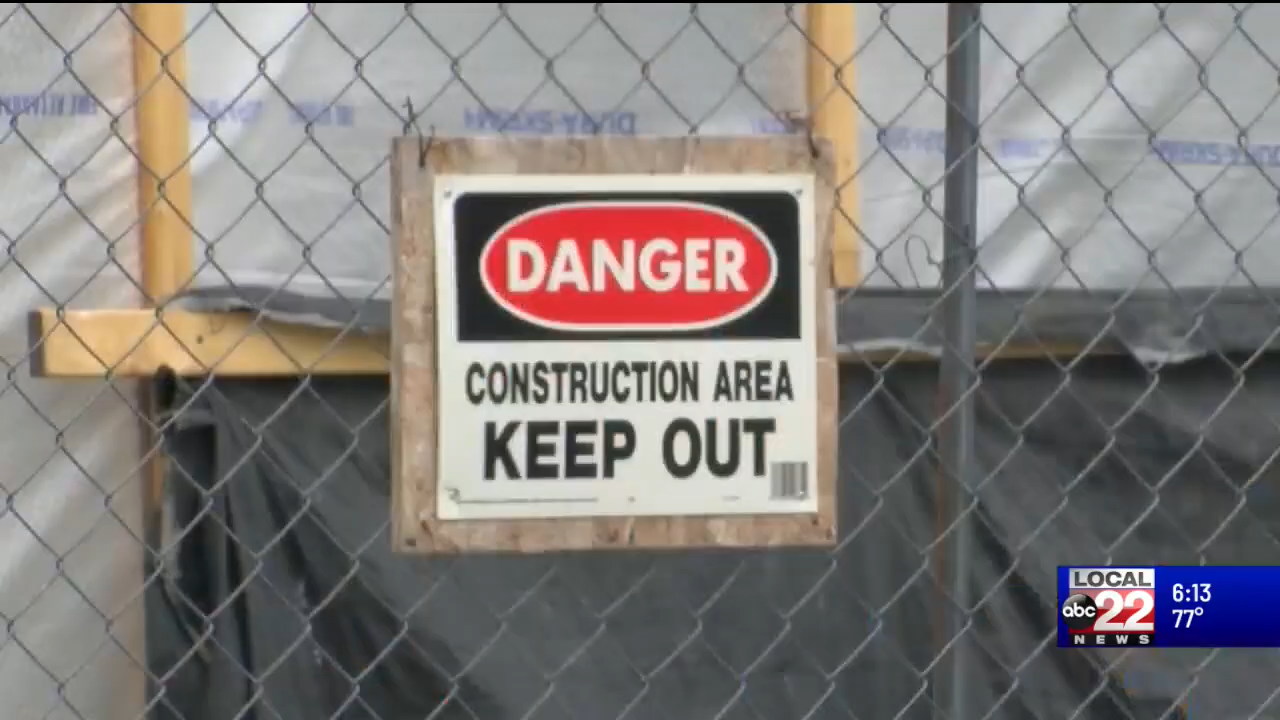 DANGER
CONSTRUCTION AREA
KEEP OUT
LOCAL
abc 22
NEWS
6:13
77°